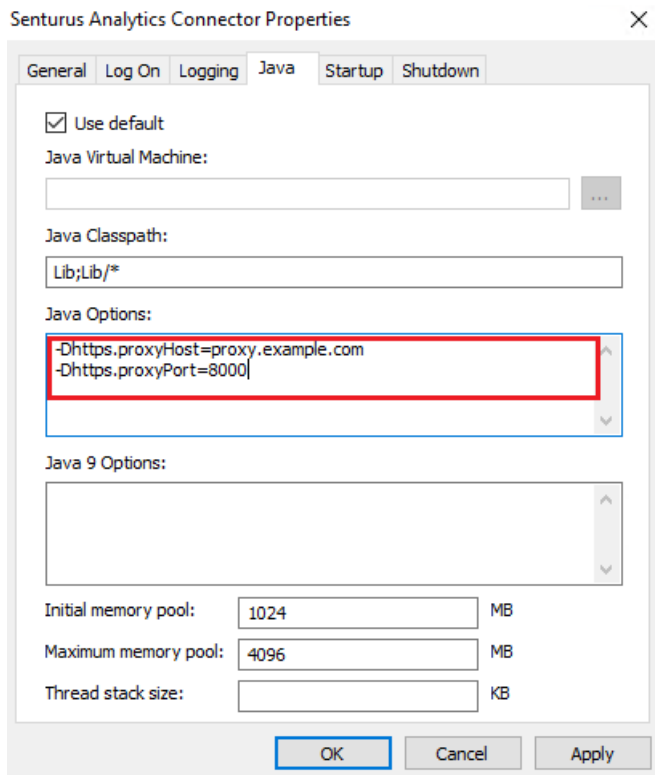 Senturus Analytics Connector Properties
General Log On Logging Java Startup Shutdown
Use default
Java Virtual Machine:
...
Java Classpath:
Lib;Lib/*
Java Options:
-Dhttps.proxyHost=proxy.example.com
-Dhttps.proxyPort=8000
Java 9 Options:
Initial memory pool: 1024 MB
Maximum memory pool: 4096 MB
Thread stack size: KB
OK Cancel Apply